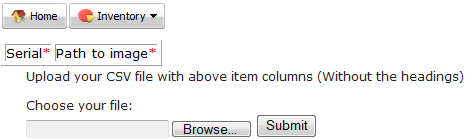 Home Inventory
Serial* Path to image*
Upload your CSV file with above item columns (Without the headings)
Choose your file:
Browse... Submit